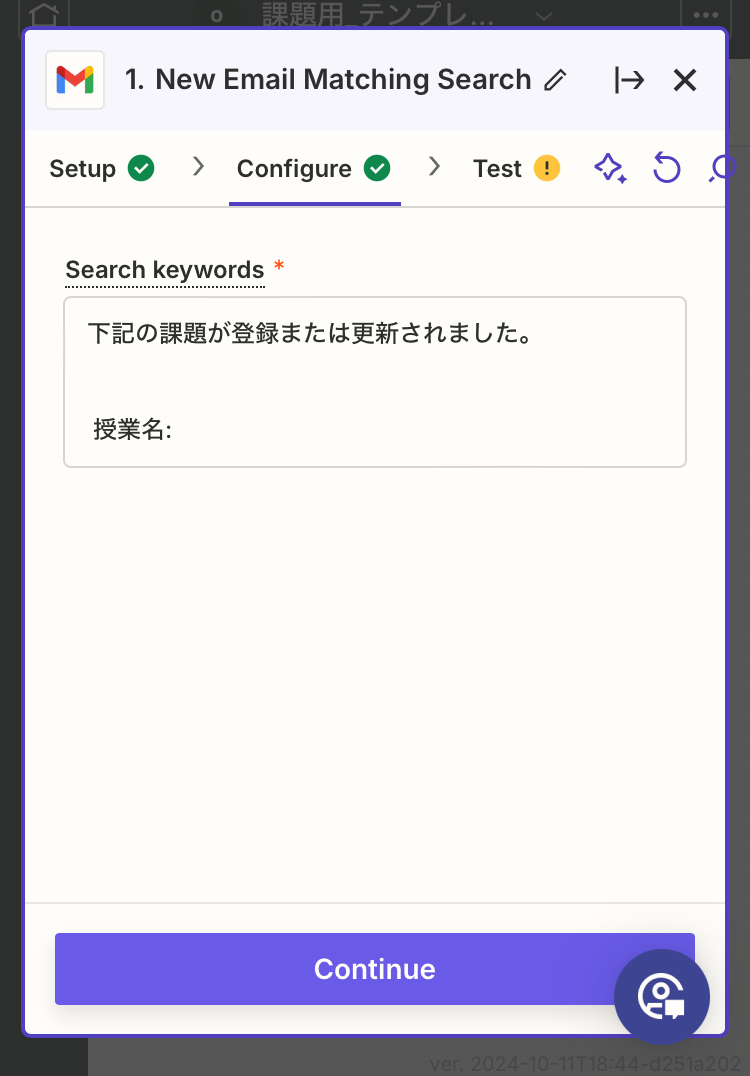 o 課題用_テンプレ...
1. New Email Matching Search
Setup Configure Test
Search keywords *
下記の課題が登録または更新されました。
授業名:
Continue
ver. 2024-10-11T18:44-d251a202